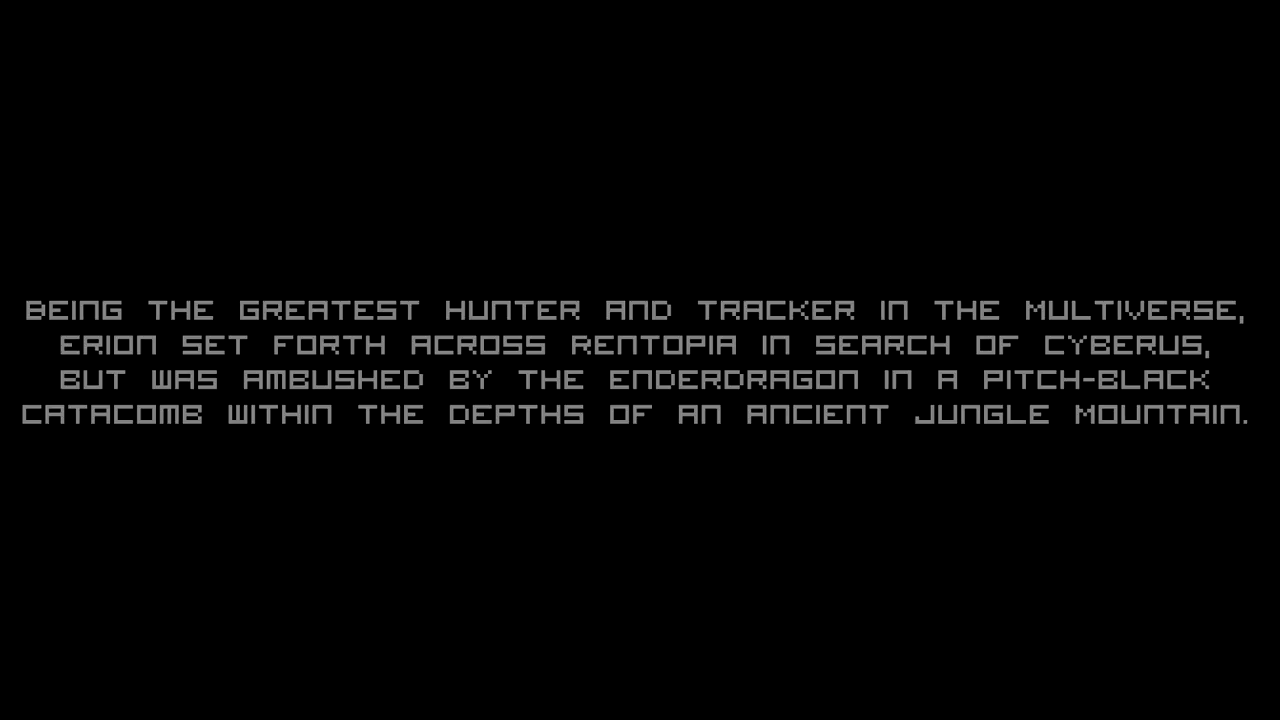 BEING THE GREATEST HUNTER AND TRACKER IN THE MULTIVERSE,
ERION SET FORTH ACROSS RENTOPIA IN SEARCH OF CYBERUS,
BUT WAS AMBUSHED BY THE ENDERDRAGON IN A PITCH-BLACK
CATACOMB WITHIN THE DEPTHS OF AN ANCIENT JUNGLE MOUNTAIN.